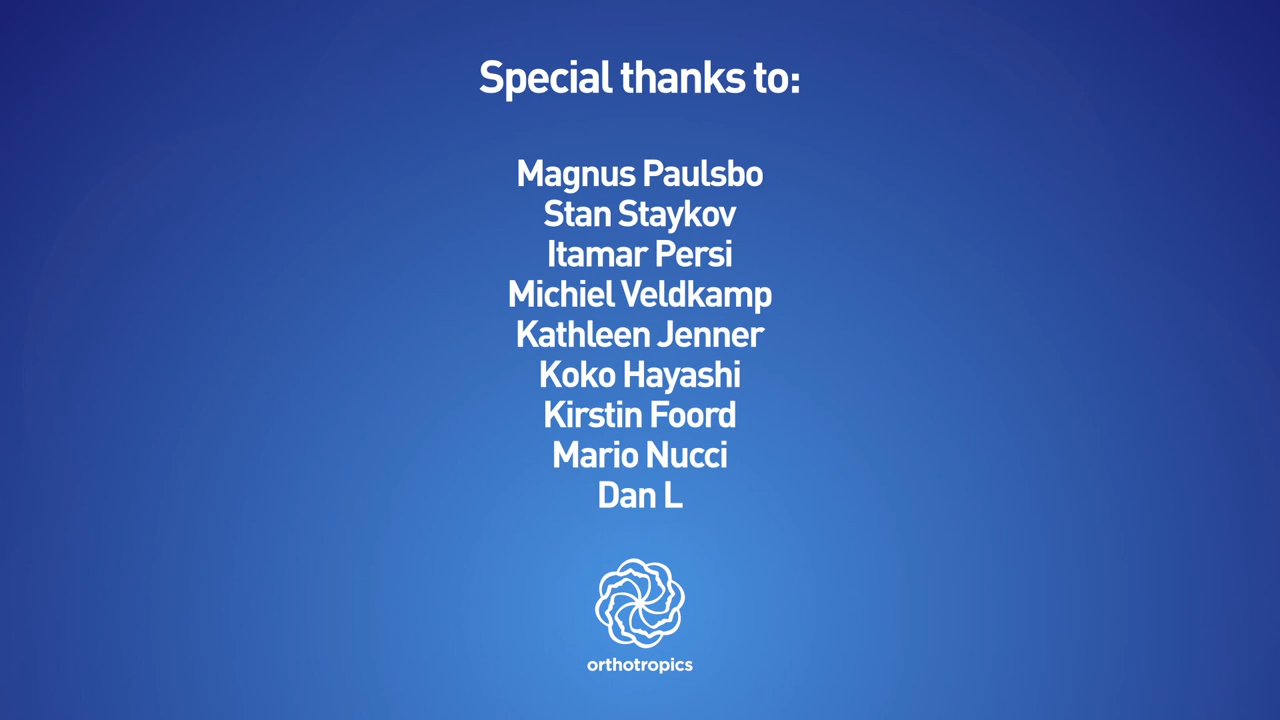 Special thanks to:
Magnus Paulsbo
Stan Staykov
Itamar Persi
Michiel Veldkamp
Kathleen Jenner
Koko Hayashi
Kirstin Foord
Mario Nucci
Dan L
orthotropics